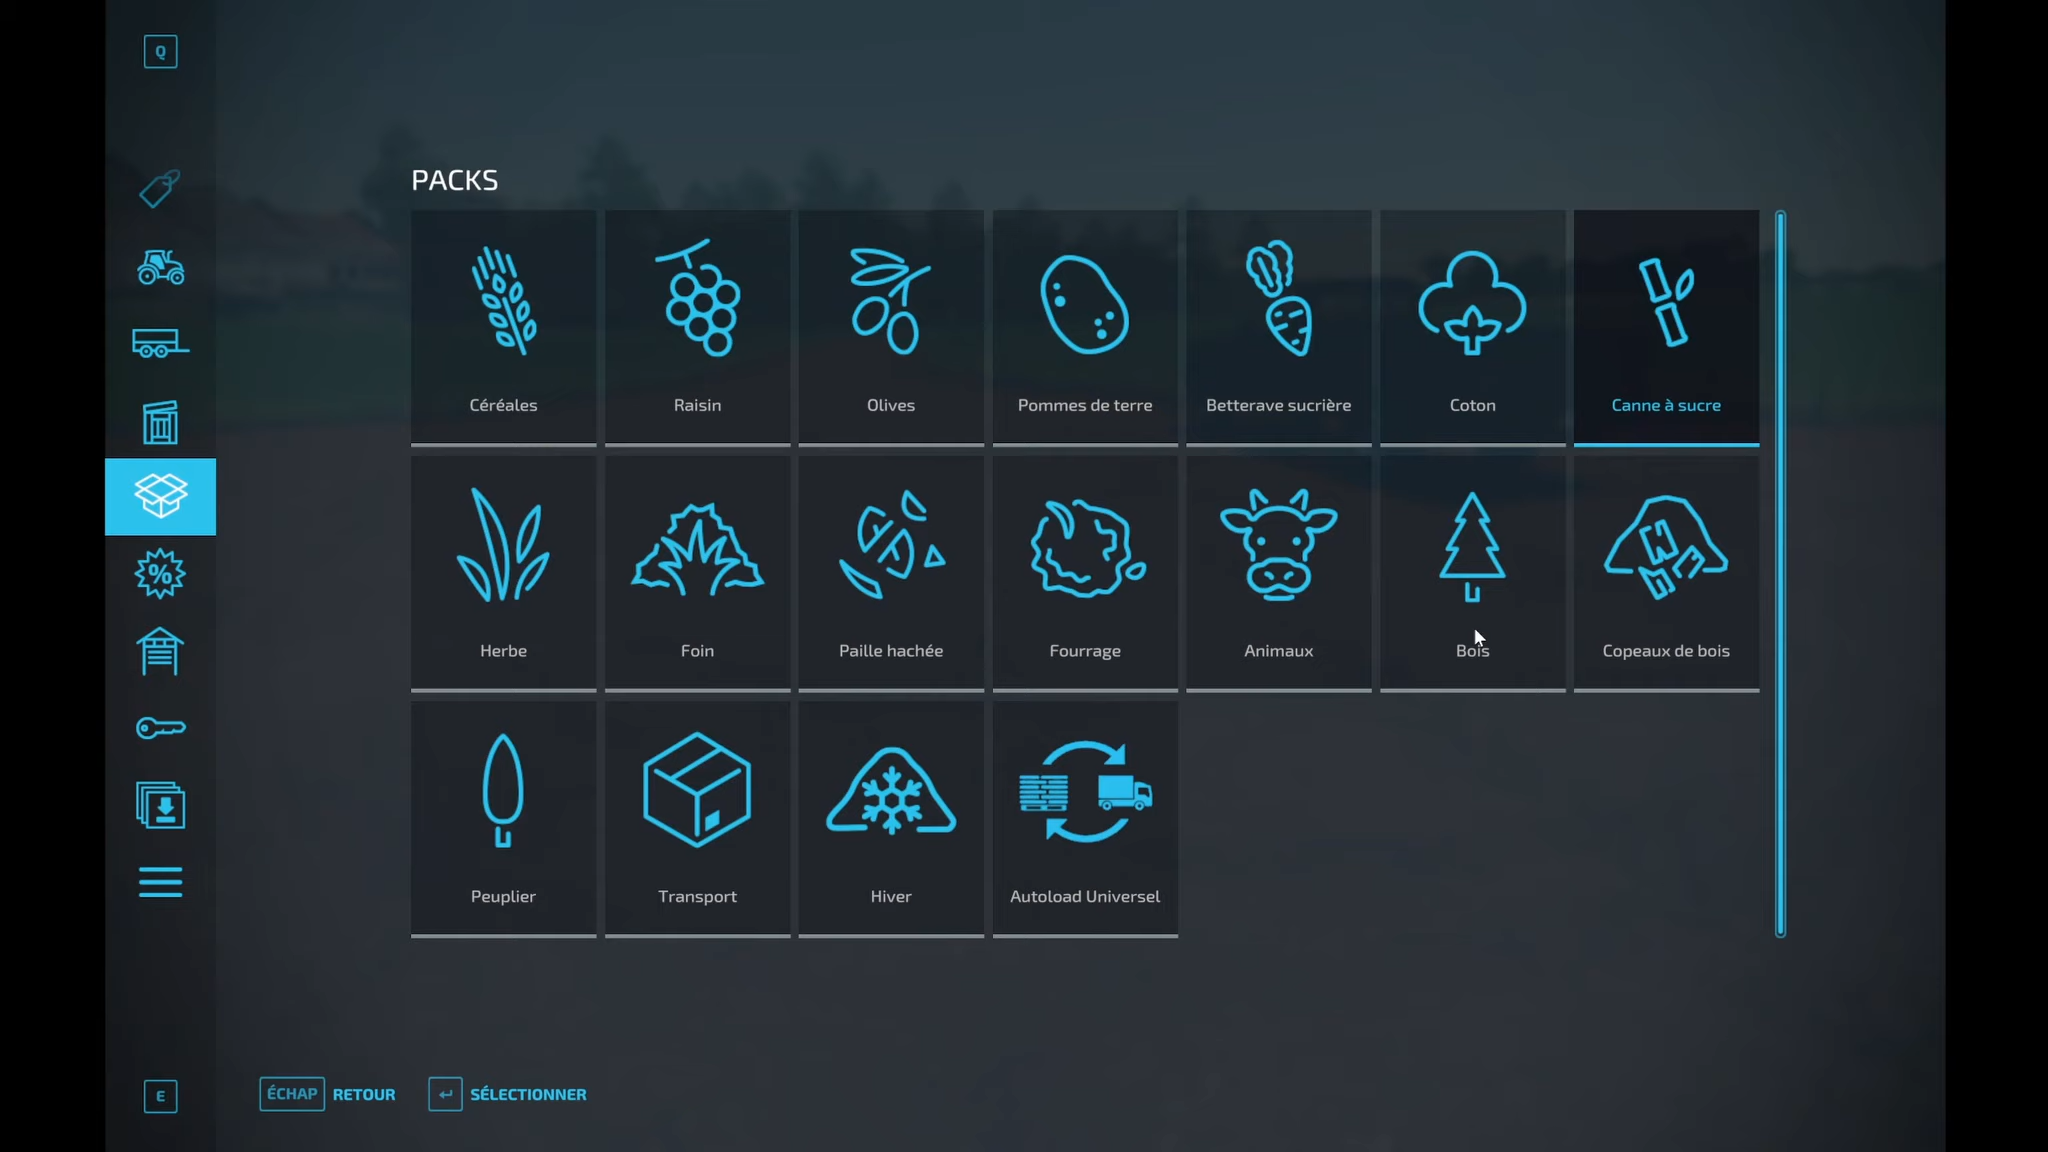 Q
PACKS
Céréales
Raisin
Olives
Pommes de terre
Betterave sucrière
Coton
Canne à sucre
Herbe
Foin
Paille hachée
Fourrage
Animaux
Bois
Copeaux de bois
Peuplier
Transport
Hiver
Autoload Universel
E
ÉCHAP RETOUR
SÉLECTIONNER